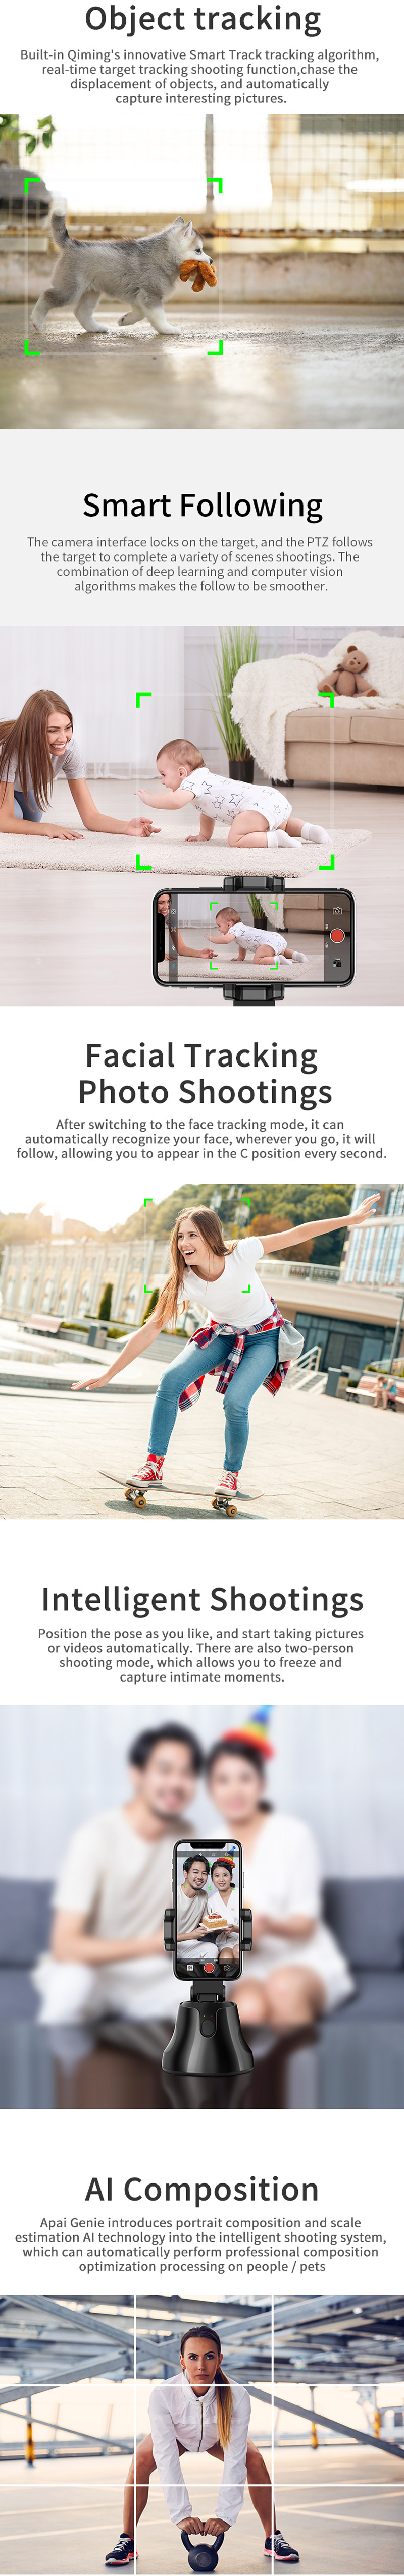 Object tracking
Built-in Qiming's innovative Smart Track tracking algorithm,
real-time target tracking shooting function,chase the
displacement of objects, and automatically
capture interesting pictures.
Smart Following
The camera interface locks on the target, and the PTZ follows
the target to complete a variety of scenes shootings. The
combination of deep learning and computer vision
algorithms makes the follow to be smoother.
Facial Tracking
Photo Shootings
After switching to the face tracking mode, it can
automatically recognize your face, wherever you go, it will
follow, allowing you to appear in the C position every second.
Intelligent Shootings
Position the pose as you like, and start taking pictures
or videos automatically. There are also two-person
shooting mode, which allows you to freeze and
capture intimate moments.
AI Composition
Apai Genie introduces portrait composition and scale
estimation AI technology into the intelligent shooting system,
which can automatically perform professional composition
optimization processing on people / pets